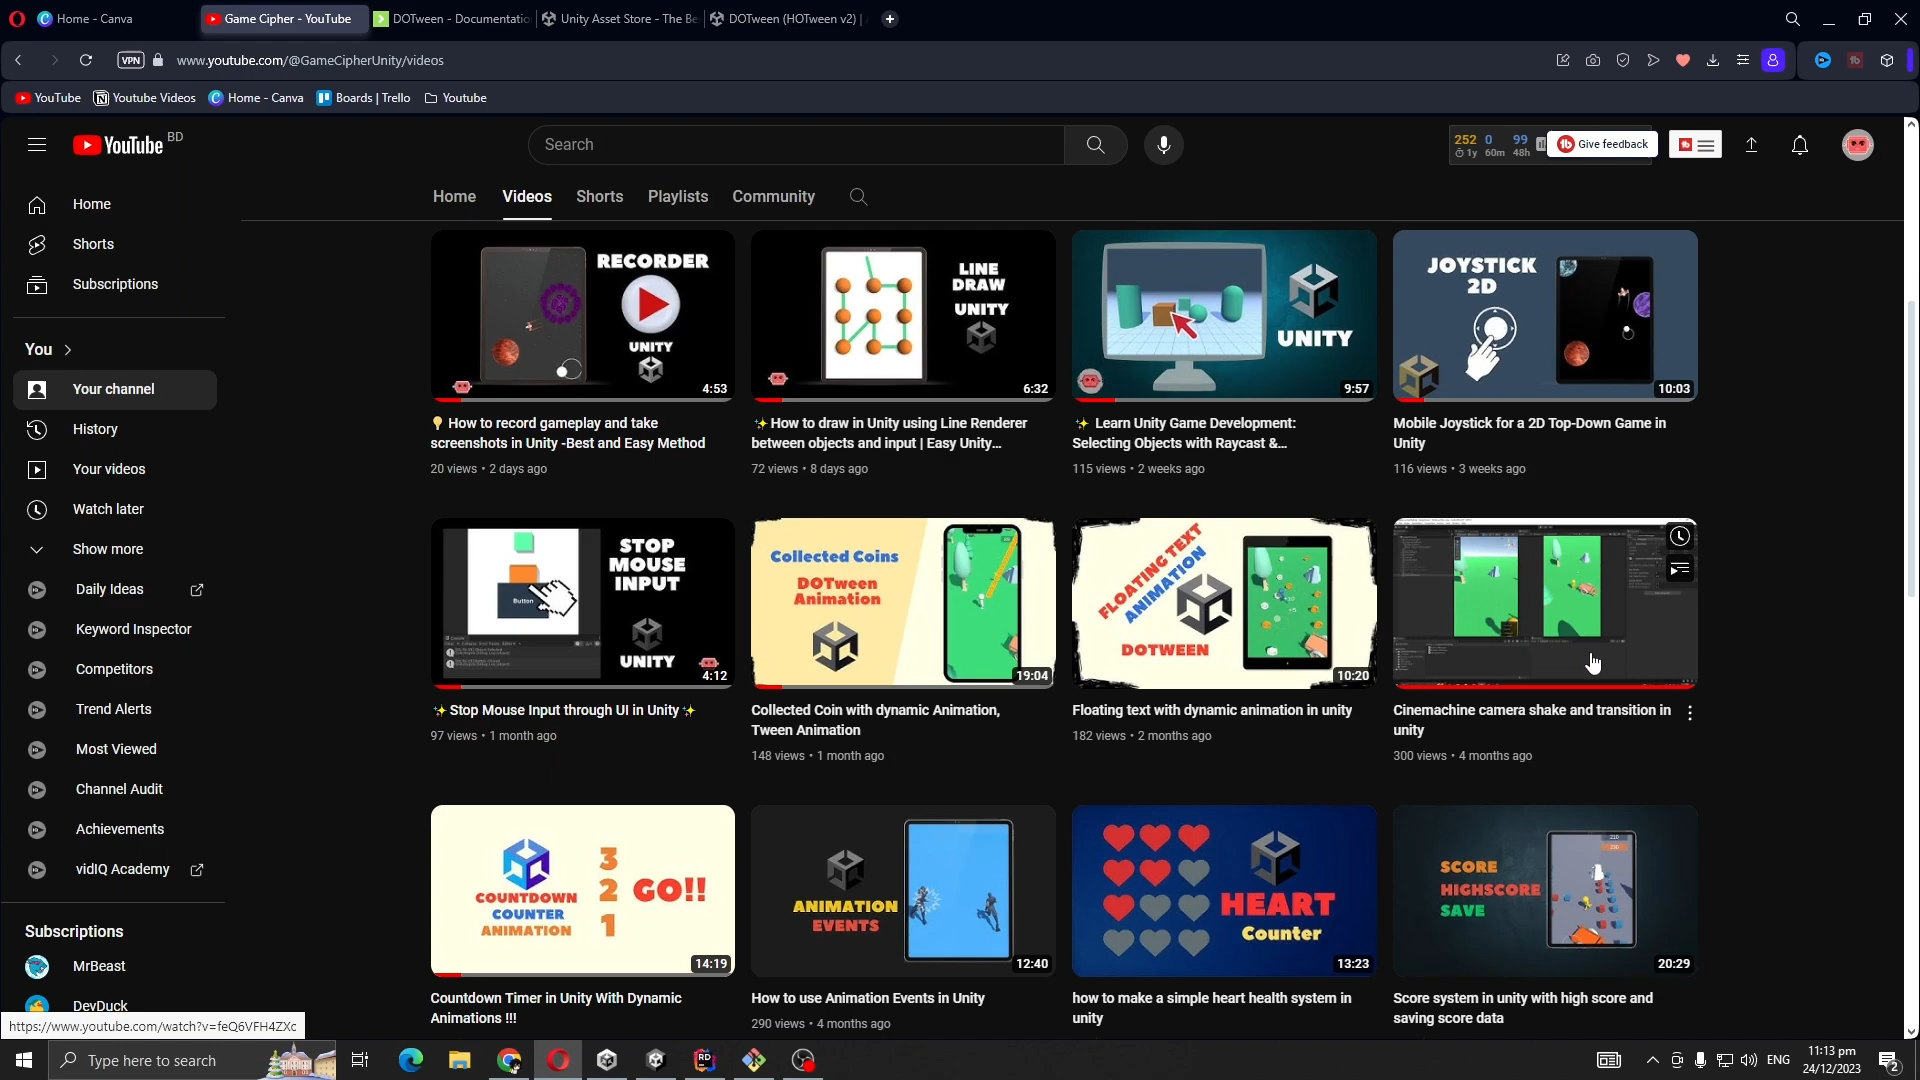 Home - Canva
Game Cipher - YouTube
DOTween - Documentatio
Unity Asset Store - The Be
DOTween (HOTween v2) |
VPN
www.youtube.com/@GameCipherUnity/videos
YouTube
Youtube Videos
Home - Canva
Boards | Trello
Youtube
YouTube
BD
Search
252 0 99
1y 60m 48h
Give feedback
Home
Videos
Shorts
Playlists
Community
Home
Shorts
Subscriptions
You
Your channel
History
Your videos
Watch later
Show more
Daily Ideas
Keyword Inspector
Competitors
Trend Alerts
Most Viewed
Channel Audit
Achievements
vidIQ Academy
Subscriptions
MrBeast
DevDuck
RECORDER
UNITY
4:53
💡 How to record gameplay and take
screenshots in Unity -Best and Easy Method
20 views • 2 days ago
LINE
DRAW
UNITY
6:32
✨How to draw in Unity using Line Renderer
between objects and input | Easy Unity...
72 views • 8 days ago
UNITY
9:57
✨ Learn Unity Game Development:
Selecting Objects with Raycast &...
115 views • 2 weeks ago
JOYSTICK
2D
10:03
Mobile Joystick for a 2D Top-Down Game in
Unity
116 views • 3 weeks ago
STOP
MOUSE
INPUT
Button
UNITY
4:12
✨Stop Mouse Input through UI in Unity✨
97 views • 1 month ago
Collected Coins
DOTween
Animation
19:04
Collected Coin with dynamic Animation,
Tween Animation
148 views • 1 month ago
FLOATING TEXT
ANIMATION
DOTWEEN
10:20
Floating text with dynamic animation in unity
182 views • 2 months ago
Cinemachine camera shake and transition in
unity
300 views • 4 months ago
COUNTDOWN
COUNTER
ANIMATION
3
2
1
GO!!
14:19
Countdown Timer in Unity With Dynamic
Animations !!!
ANIMATION
EVENTS
12:40
How to use Animation Events in Unity
290 views • 4 months ago
HEART
Counter
13:23
how to make a simple heart health system in
unity
SCORE
HIGHSCORE
SAVE
20:29
Score system in unity with high score and
saving score data
https://www.youtube.com/watch?v=feQ6VFH4ZXc
Type here to search
ENG
11:13 pm
24/12/2023
2